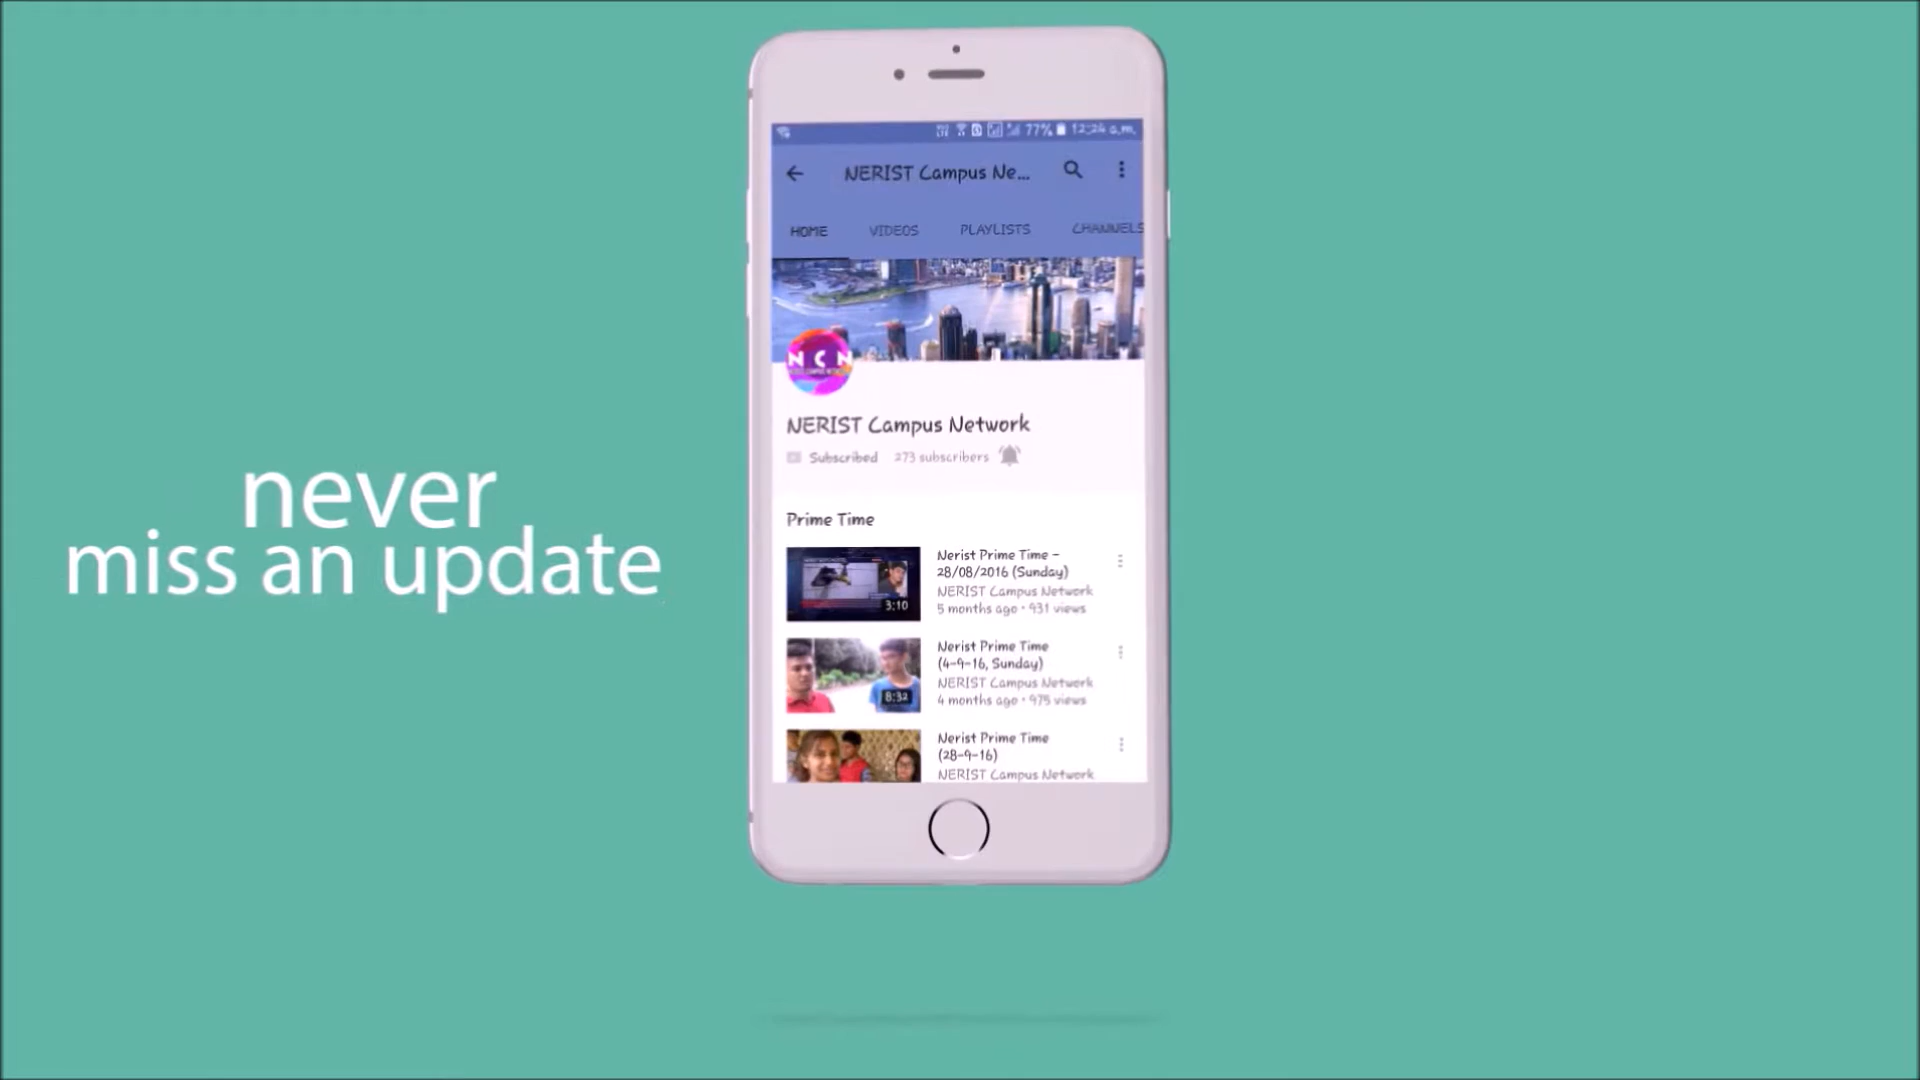 never
miss an update
77% 12:24 a.m.
NERIST Campus Ne...
HOME VIDEOS PLAYLISTS CHANNELS
NCN
NERIST Campus Network
Subscribed 273 subscribers
Prime Time
Nerist Prime Time -
28/08/2016 (Sunday)
NERIST Campus Network
5 months ago • 931 views
3:10
Nerist Prime Time
(4-9-16, Sunday)
NERIST Campus Network
4 months ago • 975 views
8:32
Nerist Prime Time
(28-9-16)
NERIST Campus Network